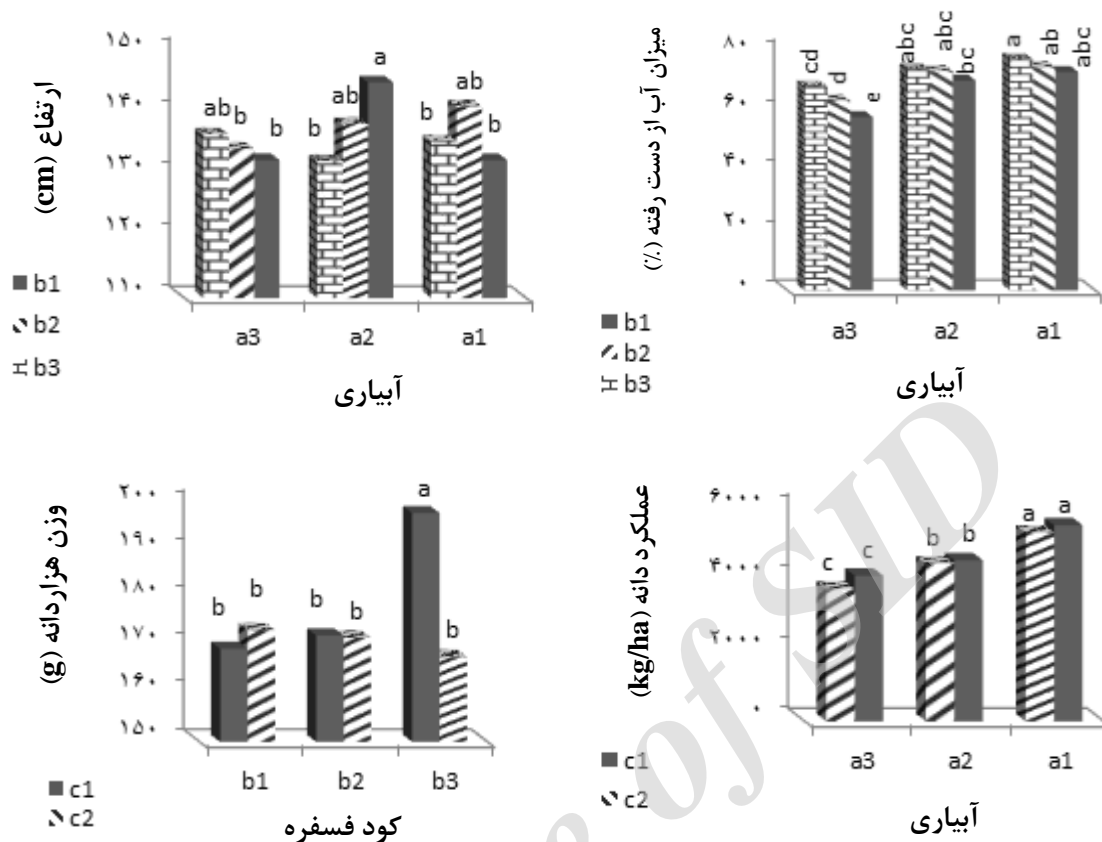 ارتفاع (cm)
۱۵۰
۱۴۰
۱۳۰
۱۲۰
۱۱۰
ab b b
b ab a
b ab b
a3 a2 a1
b1
b2
b3
آبیاری
میزان آب از دست رفته (٪)
۸۰
۶۰
۴۰
۲۰
۰
cd d e
abc abc bc
a ab abc
a3 a2 a1
b1
b2
b3
آبیاری
وزن هزاردانه (g)
۲۰۰
۱۹۰
۱۸۰
۱۷۰
۱۶۰
۱۵۰
b b
b b
a b
b1 b2 b3
c1
c2
کود فسفره
عملکرد دانه (kg/ha)
۶۰۰۰
۴۰۰۰
۲۰۰۰
۰
c c
b b
a a
a3 a2 a1
c1
c2
آبیاری
of SID